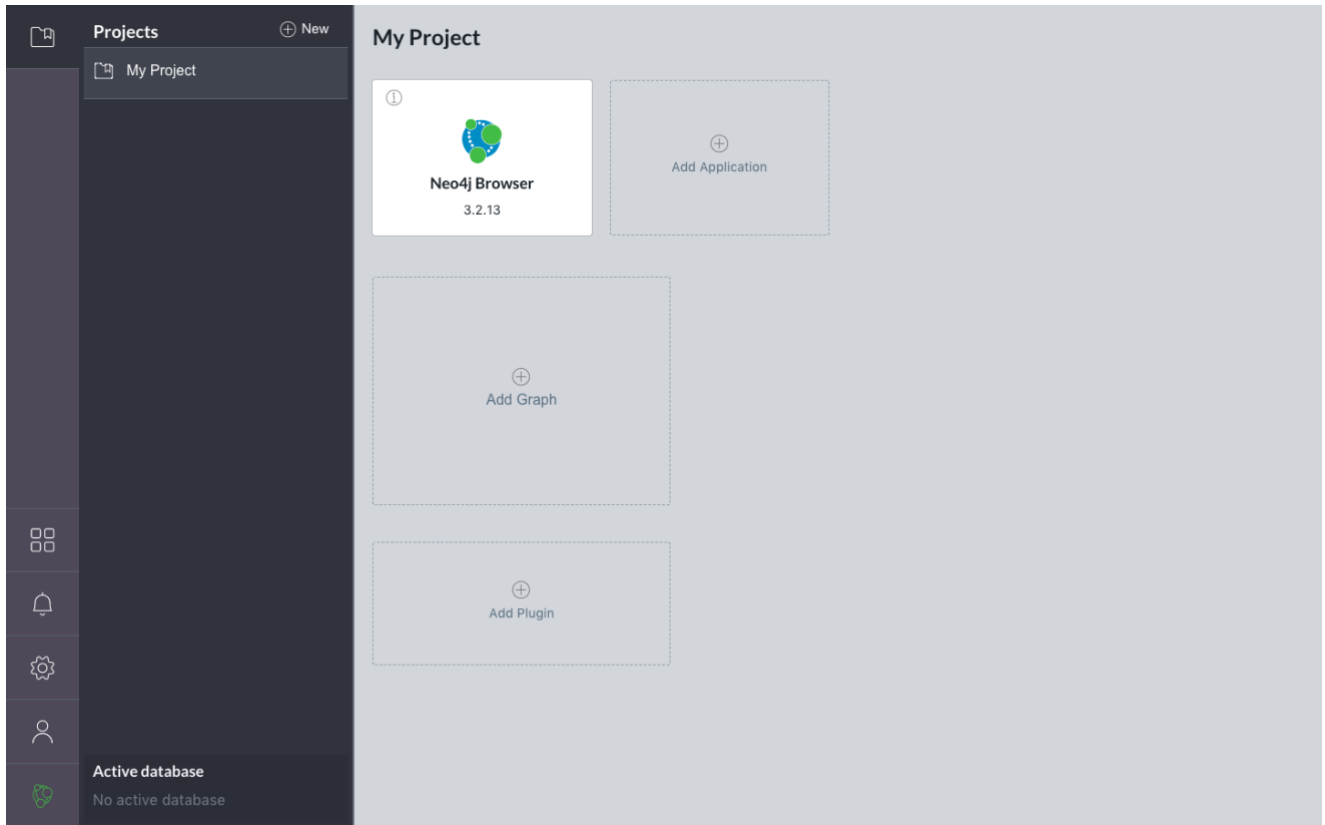 Projects
New
My Project
Active database
No active database
My Project
Neo4j Browser
3.2.13
Add Application
Add Graph
Add Plugin